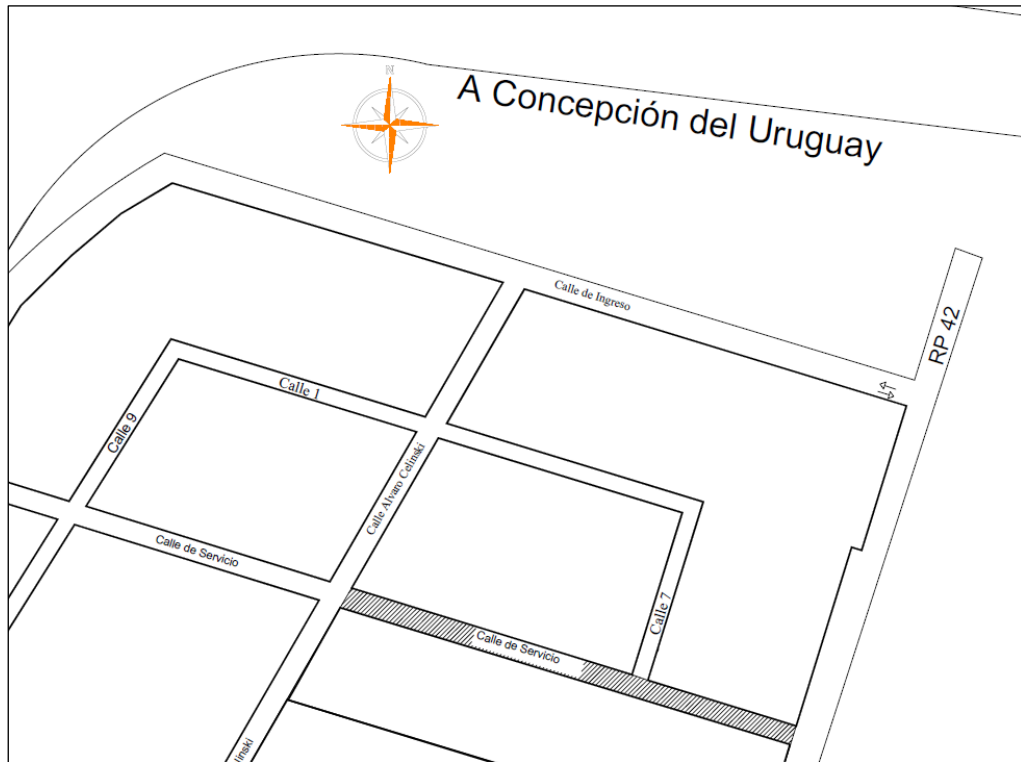 N
A Concepción del Uruguay
Calle de Ingreso
RP 42
Calle 1
Calle 9
Calle Alvaro Celinski
Calle de Servicio
Calle 7
Calle de Servicio
linski